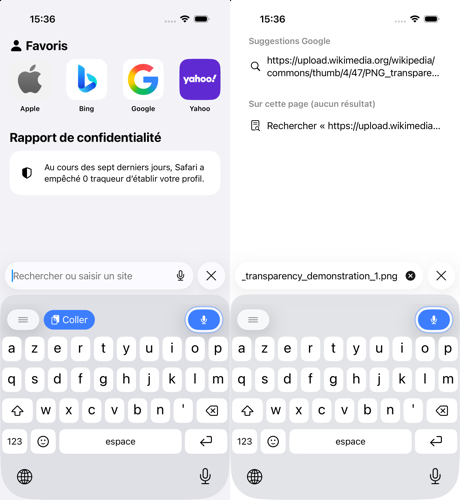 15:36
Favoris
Apple
Bing
Google
yahoo!
Yahoo
Rapport de confidentialité
Au cours des sept derniers jours, Safari a
empêché 0 traqueur d'établir votre profil.
Rechercher ou saisir un site
Coller
a z e r t y u i o p
q s d f g h j k l m
w x c v b n '
123
espace
15:36
Suggestions Google
https://upload.wikimedia.org/wikipedia/
commons/thumb/4/47/PNG_transpare...
Sur cette page (aucun résultat)
Rechercher « https://upload.wikimedia...
_transparency_demonstration_1.png
a z e r t y u i o p
q s d f g h j k l m
w x c v b n '
123
espace